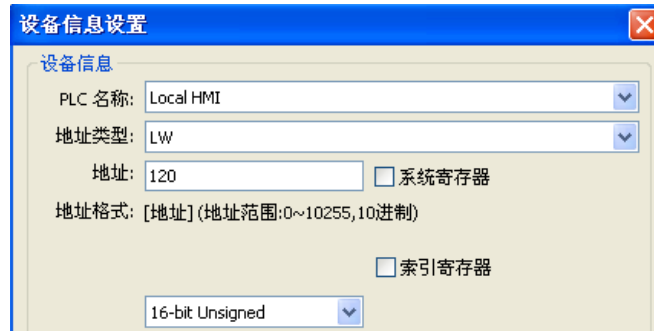 设备信息设置
设备信息
PLC 名称: Local HMI
地址类型: LW
地址: 120 系统寄存器
地址格式: [地址] (地址范围:0~10255,10进制)
索引寄存器
16-bit Unsigned